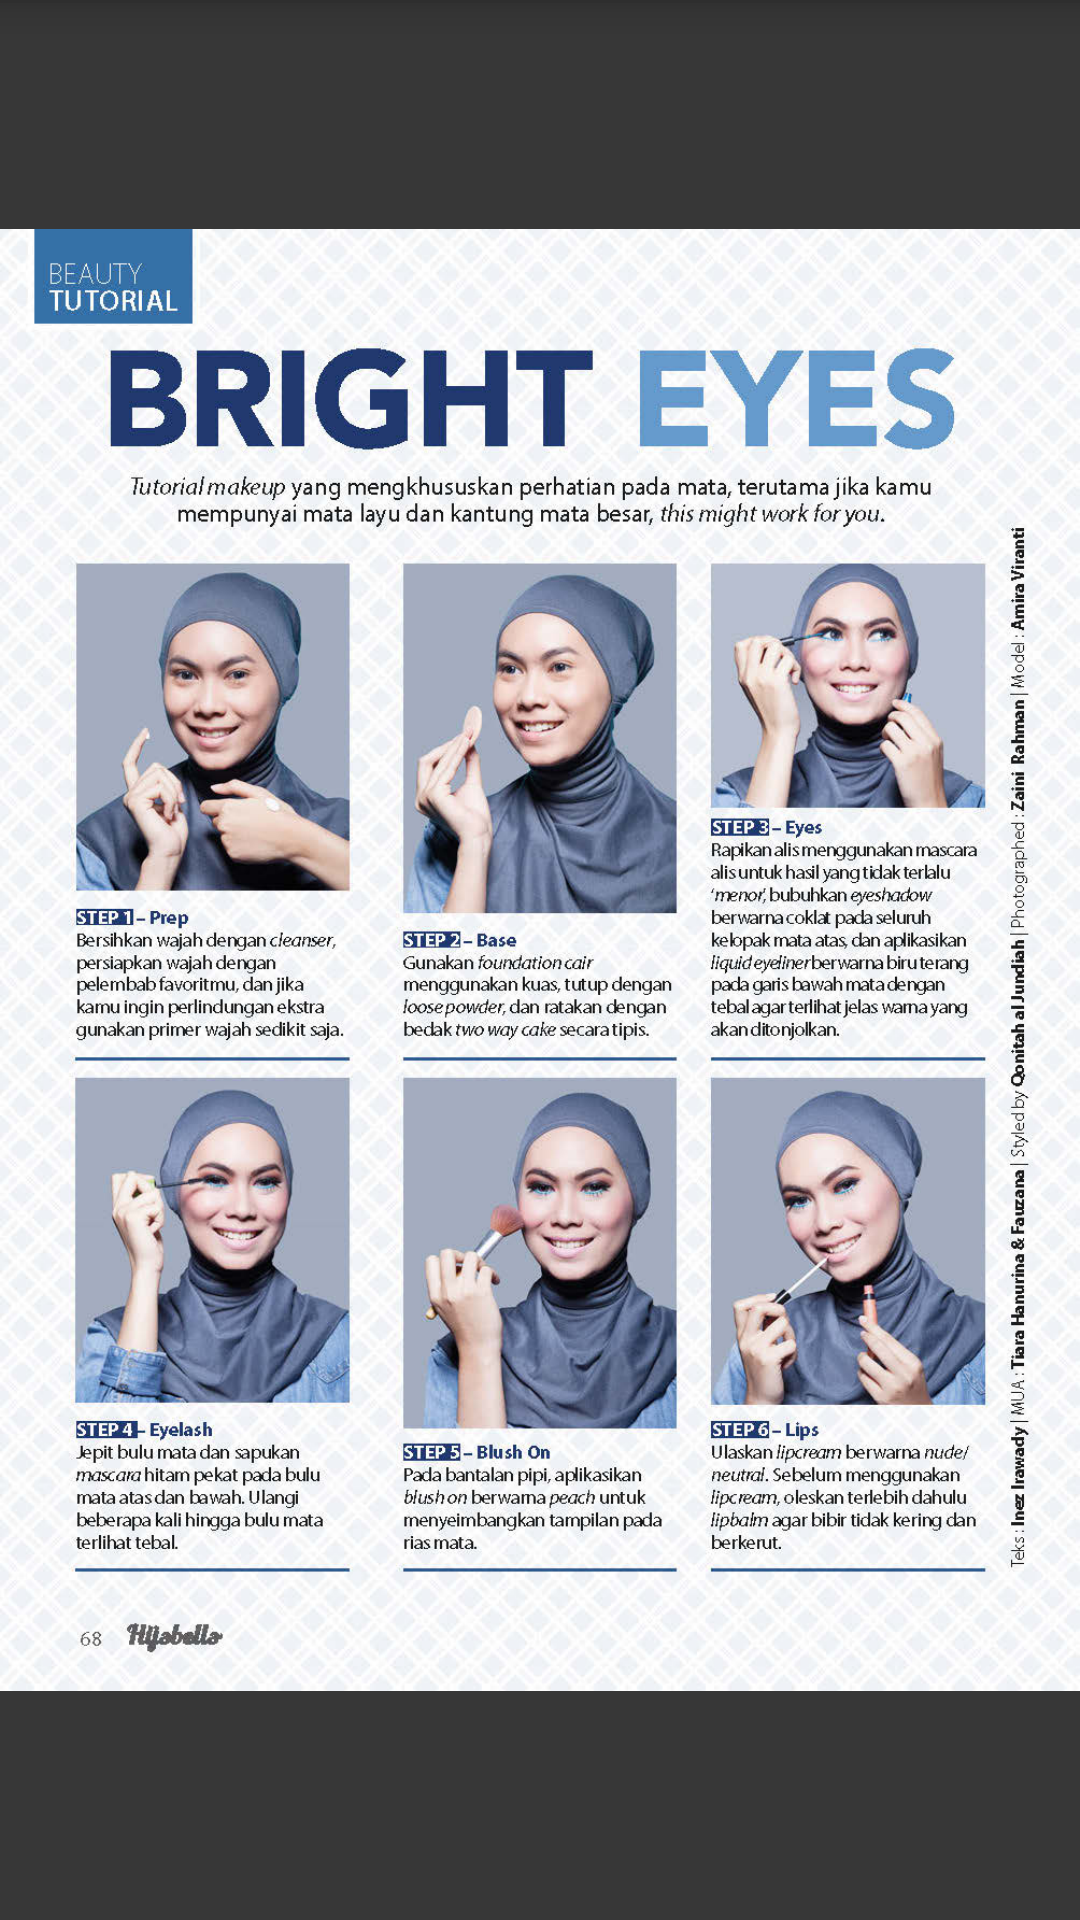 BEAUTY
TUTORIAL
BRIGHT EYES
Tutorial makeup yang mengkhususkan perhatian pada mata, terutama jika kamu
mempunyai mata layu dan kantung mata besar, this might work for you.
STEP 1 – Prep
Bersihkan wajah dengan cleanser,
persiapkan wajah dengan
pelembab favoritmu, dan jika
kamu ingin perlindungan ekstra
gunakan primer wajah sedikit saja.
STEP 2 – Base
Gunakan foundation cair
menggunakan kuas, tutup dengan
loose powder, dan ratakan dengan
bedak two way cake secara tipis.
STEP 3 – Eyes
Rapikan alis menggunakan mascara
alis untuk hasil yang tidak terlalu
‘menor’, bubuhkan eyeshadow
berwarna coklat pada seluruh
kelopak mata atas, dan aplikasikan
liquid eyeliner berwarna biru terang
pada garis bawah mata dengan
tebal agar terlihat jelas warna yang
akan ditonjolkan.
STEP 4 – Eyelash
Jepit bulu mata dan sapukan
mascara hitam pekat pada bulu
mata atas dan bawah. Ulangi
beberapa kali hingga bulu mata
terlihat tebal.
STEP 5 – Blush On
Pada bantalan pipi, aplikasikan
blush on berwarna peach untuk
menyeimbangkan tampilan pada
rias mata.
STEP 6 – Lips
Ulaskan lipcream berwarna nude/
neutral. Sebelum menggunakan
lipcream, oleskan terlebih dahulu
lipbalm agar bibir tidak kering dan
berkerut.
Teks : Inez Irawady | MUA : Tiara Hanurina & Fauzana | Styled by Qonitah al Jundiah | Photographed : Zaini Rahman | Model : Amira Viranti
68 Hijabella